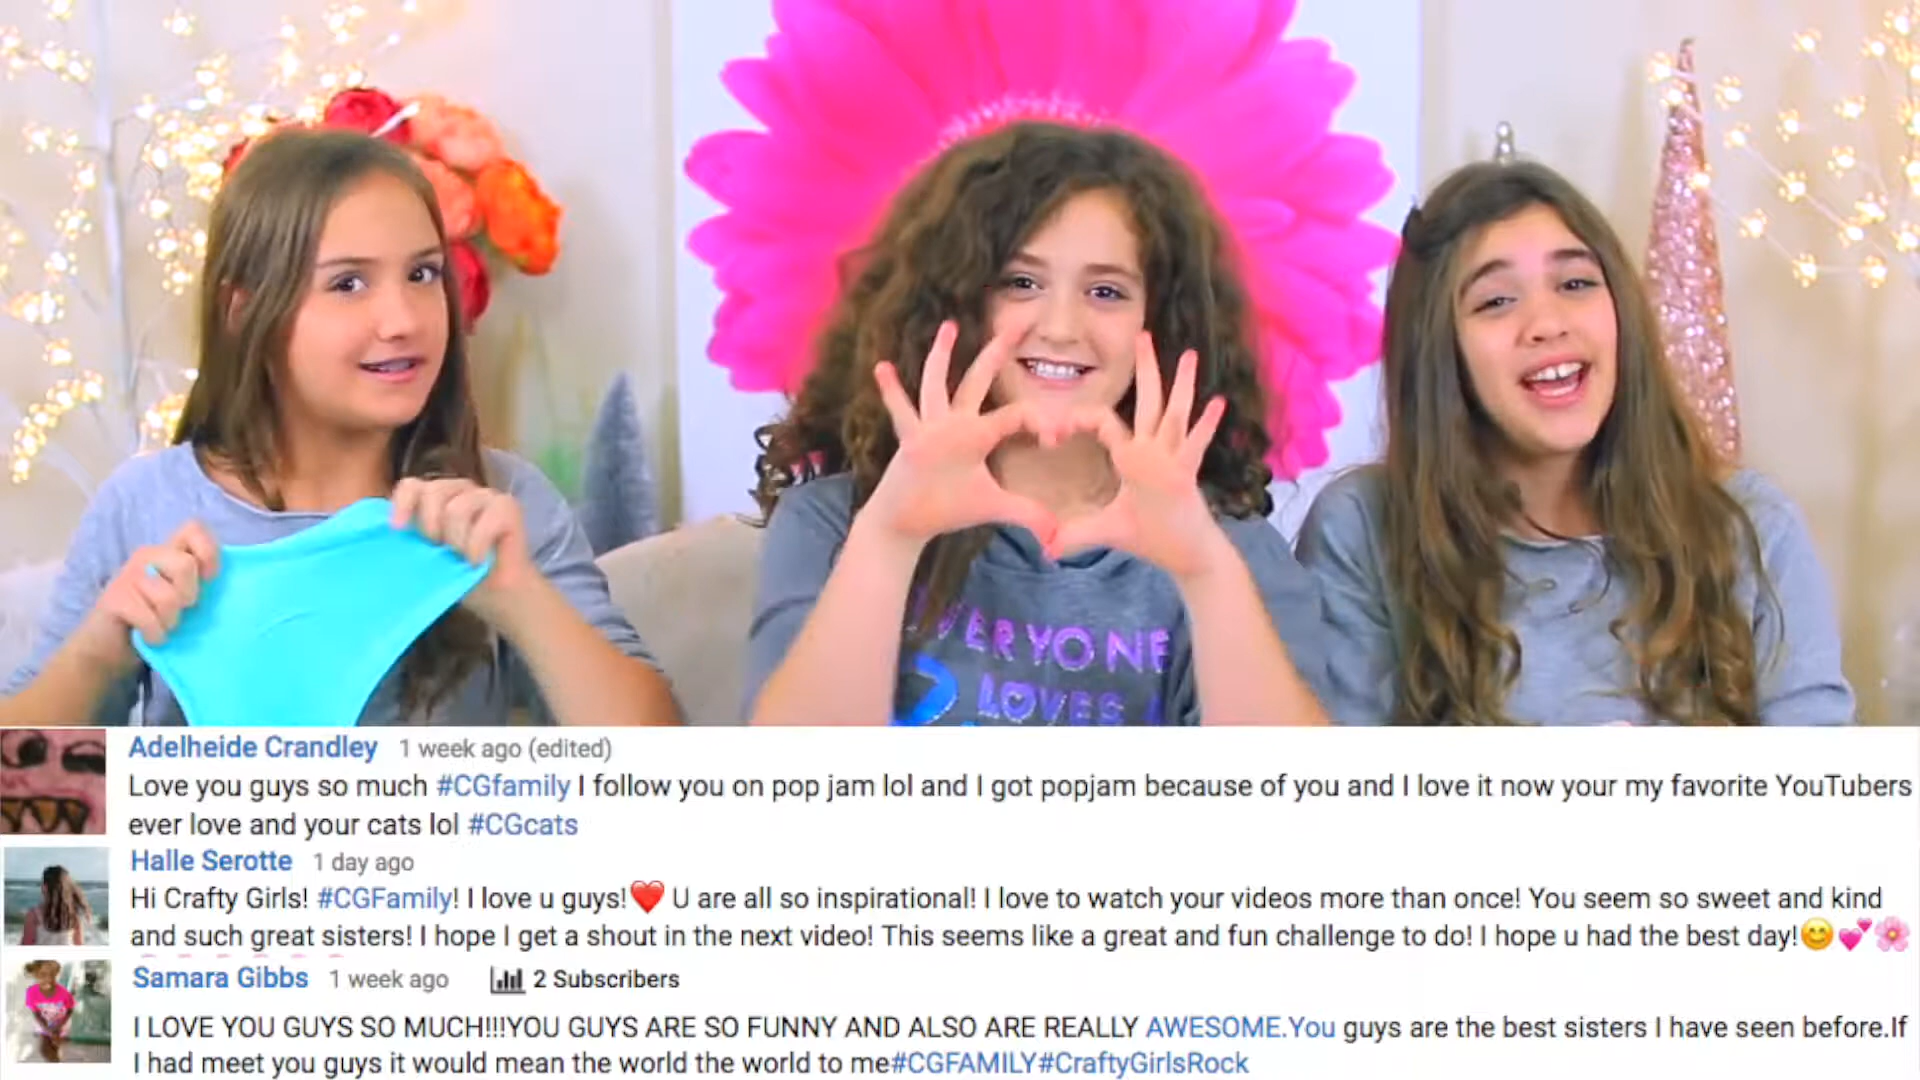 EVERYONE
LOVES
Adelheide Crandley 1 week ago (edited)
Love you guys so much #CGfamily I follow you on pop jam lol and I got popjam because of you and I love it now your my favorite YouTubers
ever love and your cats lol #CGcats
Halle Serotte 1 day ago
Hi Crafty Girls! #CGFamily! I love u guys!❤️ U are all so inspirational! I love to watch your videos more than once! You seem so sweet and kind
and such great sisters! I hope I get a shout in the next video! This seems like a great and fun challenge to do! I hope u had the best day!😊💕🌸
Samara Gibbs 1 week ago 2 Subscribers
I LOVE YOU GUYS SO MUCH!!!YOU GUYS ARE SO FUNNY AND ALSO ARE REALLY AWESOME.You guys are the best sisters I have seen before.If
I had meet you guys it would mean the world the world to me#CGFAMILY#CraftyGirlsRock